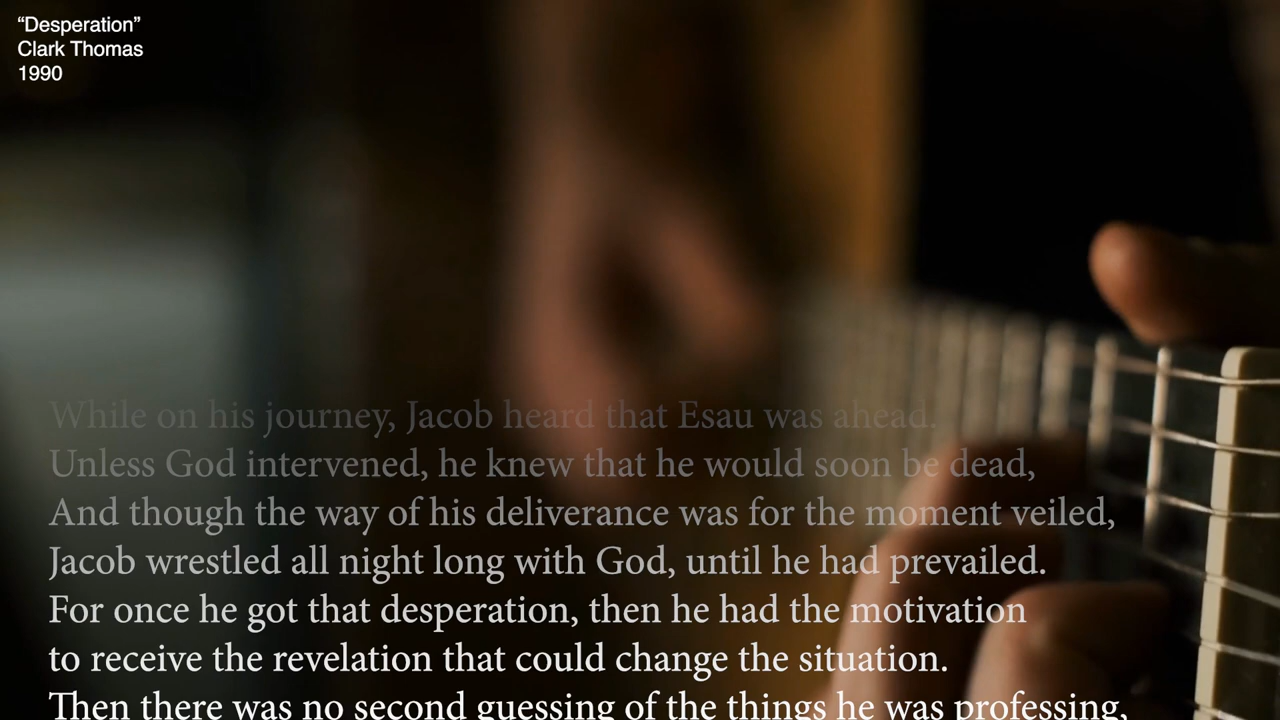 “Desperation”
Clark Thomas
1990
While on his journey, Jacob heard that Esau was ahead.
Unless God intervened, he knew that he would soon be dead,
And though the way of his deliverance was for the moment veiled,
Jacob wrestled all night long with God, until he had prevailed.
For once he got that desperation, then he had the motivation
to receive the revelation that could change the situation.
Then there was no second guessing of the things he was professing,